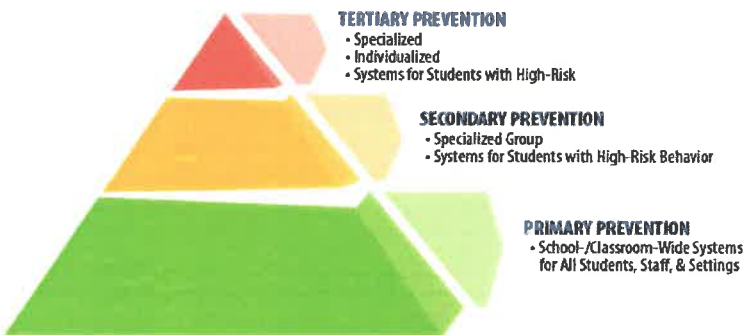 TERTIARY PREVENTION
• Specialized
• Individualized
• Systems for Students with High-Risk
SECONDARY PREVENTION
• Specialized Group
• Systems for Students with High-Risk Behavior
PRIMARY PREVENTION
• School-/Classroom-Wide Systems
for All Students, Staff, & Settings